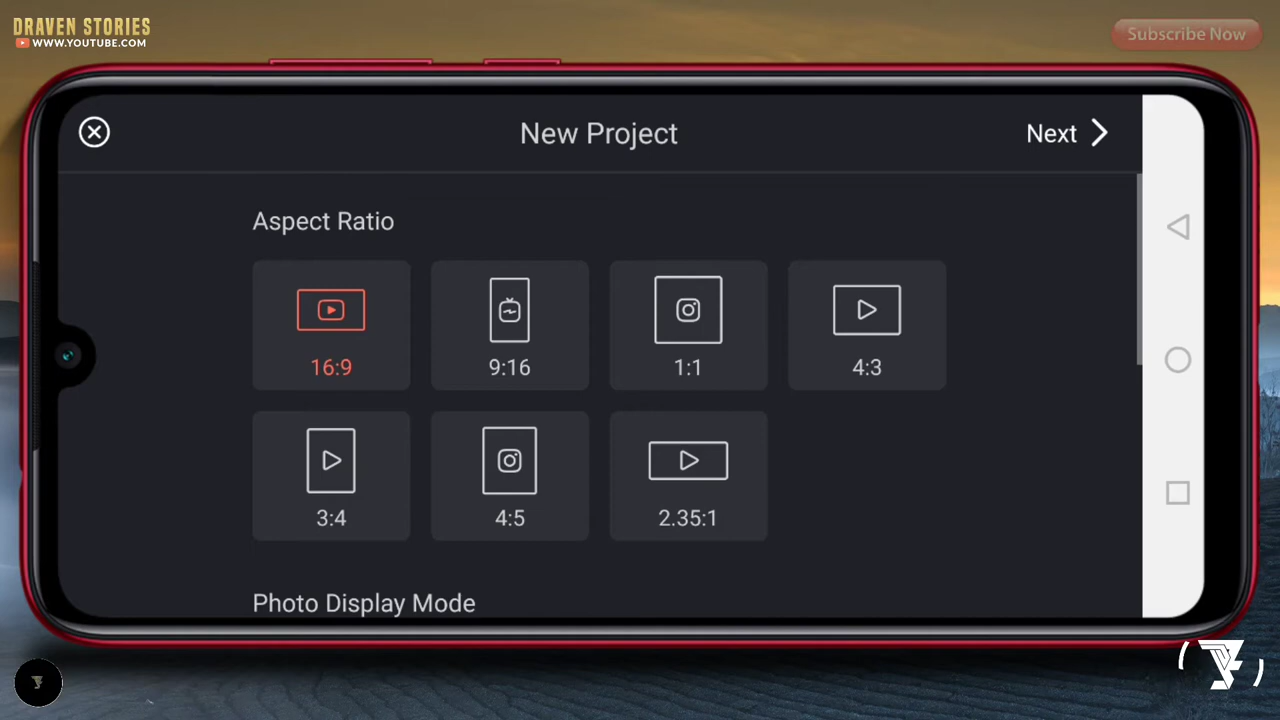 DRAVEN STORIES
WWW.YOUTUBE.COM
Subscribe Now
New Project
Next
Aspect Ratio
16:9
9:16
1:1
4:3
3:4
4:5
2.35:1
Photo Display Mode